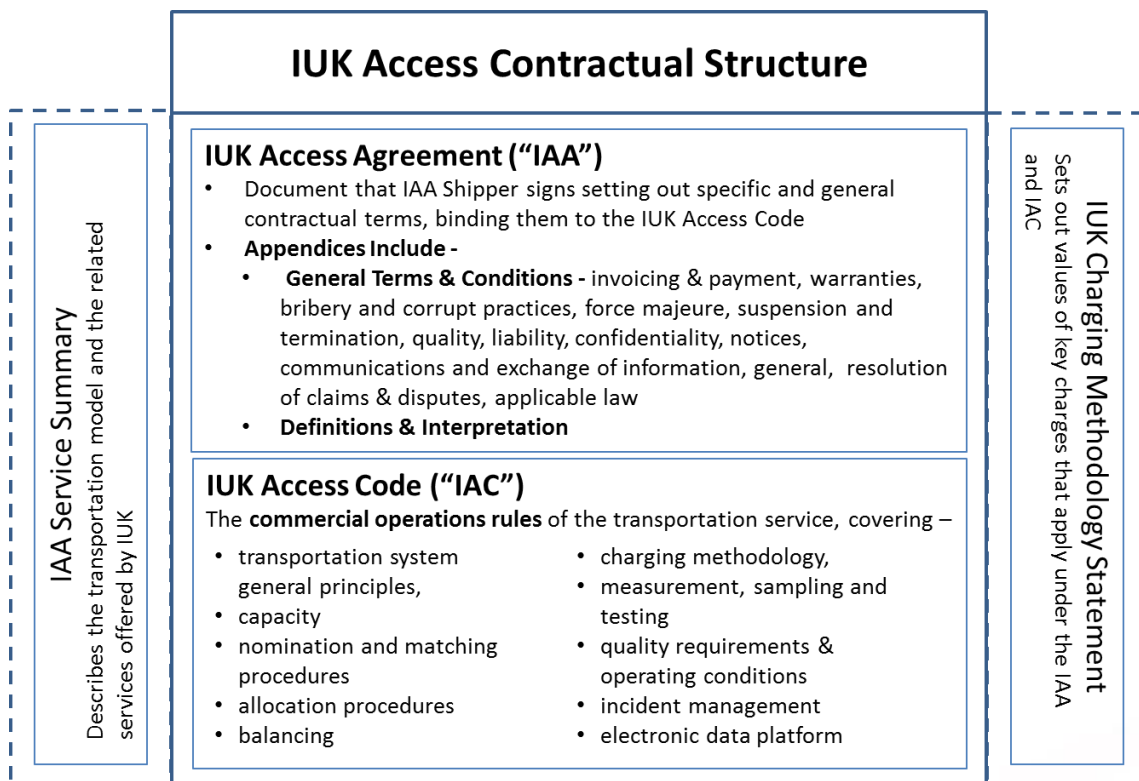 IUK Access Contractual Structure
IAA Service Summary
Describes the transportation model and the related
services offered by IUK
IUK Access Agreement (“IAA”)
• Document that IAA Shipper signs setting out specific and general
contractual terms, binding them to the IUK Access Code
• Appendices Include -
• General Terms & Conditions - invoicing & payment, warranties,
bribery and corrupt practices, force majeure, suspension and
termination, quality, liability, confidentiality, notices,
communications and exchange of information, general, resolution
of claims & disputes, applicable law
• Definitions & Interpretation
IUK Access Code (“IAC”)
The commercial operations rules of the transportation service, covering –
• transportation system
general principles,
• capacity
• nomination and matching
procedures
• allocation procedures
• balancing
• charging methodology,
• measurement, sampling and
testing
• quality requirements &
operating conditions
• incident management
• electronic data platform
IUK Charging Methodology Statement
Sets out values of key charges that apply under the IAA
and IAC